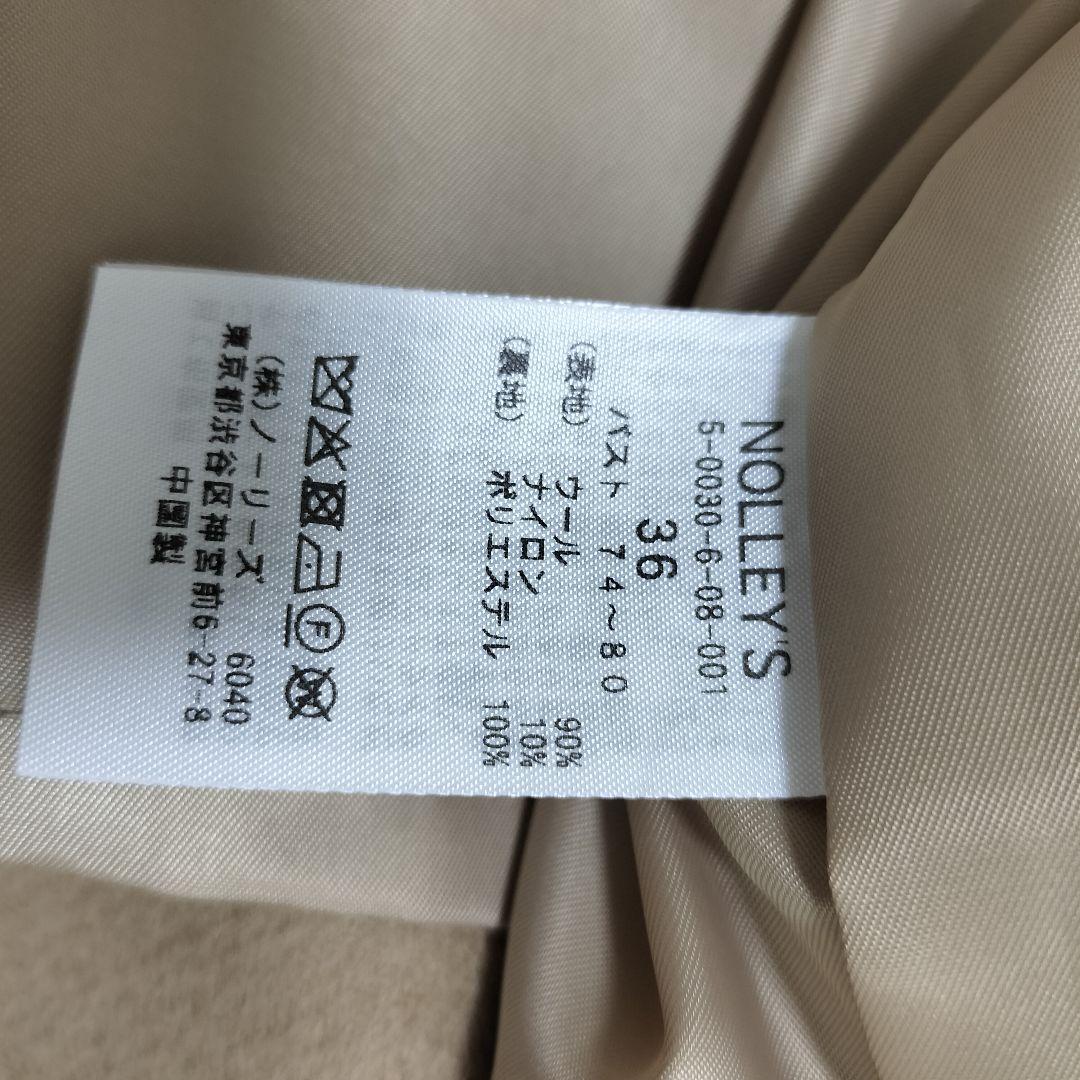 NOLLEY'S
5-0030-6-08-001
36
バスト 74～80
(表地) ウール 90%
ナイロン 10%
(裏地) ポリエステル 100%
F
W
(株)ノーリーズ 6040
東京都渋谷区神宮前6-27-8
中国製